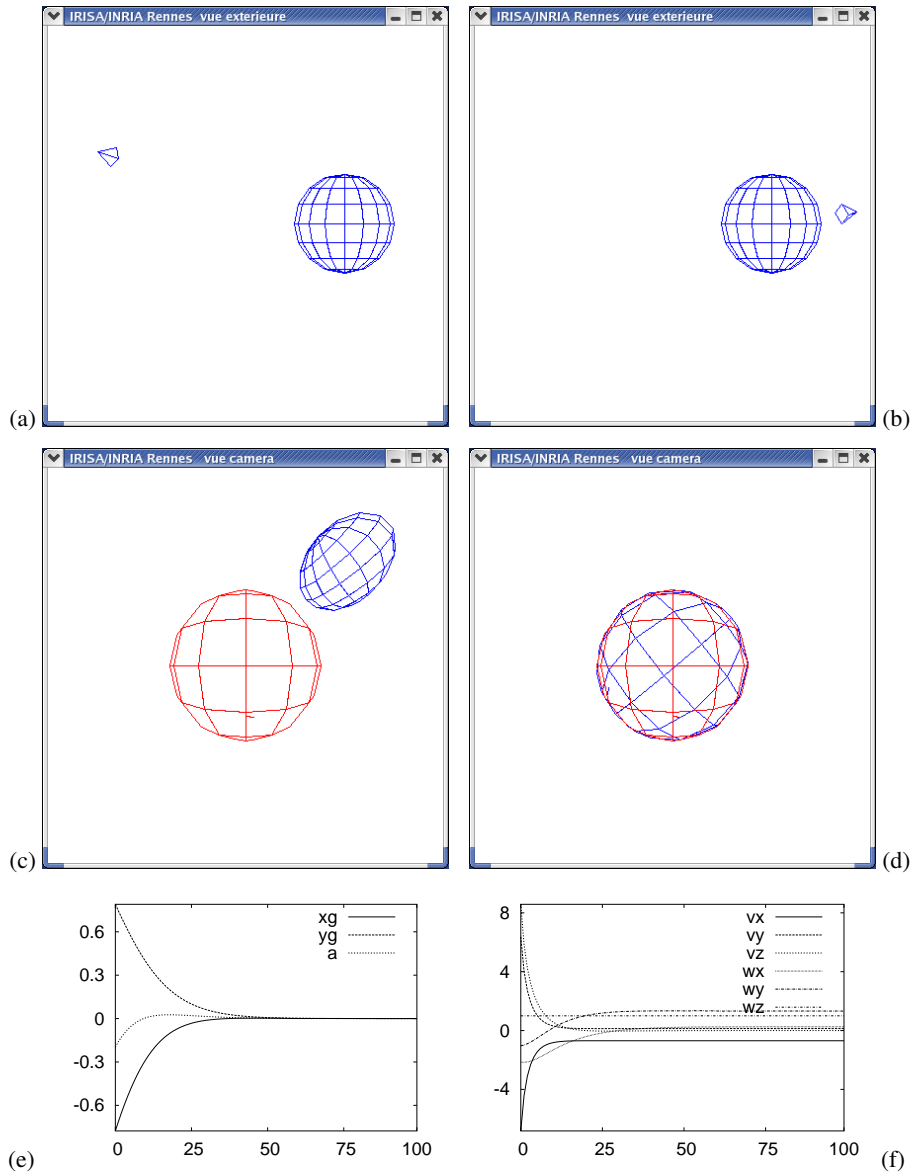 IRISA/INRIA Rennes vue exterieure
IRISA/INRIA Rennes vue exterieure
(a)
(b)
IRISA/INRIA Rennes vue camera
IRISA/INRIA Rennes vue camera
(c)
(d)
0.6
0.3
0
-0.3
-0.6
0 25 50 75 100
xg
yg
a
(e)
8
4
0
-4
0 25 50 75 100
vx
vy
vz
wx
wy
wz
(f)